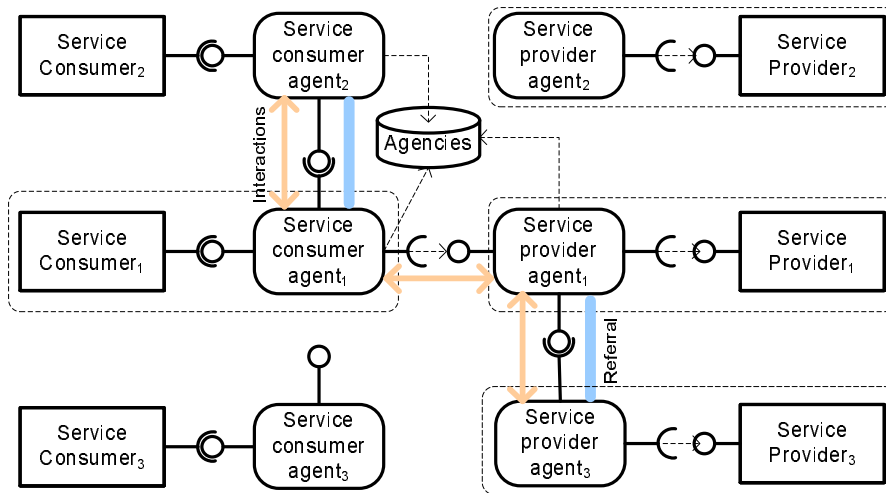 Service
Consumer₂
Service
consumer
agent₂
Service
provider
agent₂
Service
Provider₂
Interactions
Agencies
Service
Consumer₁
Service
consumer
agent₁
Service
provider
agent₁
Service
Provider₁
Referral
Service
Consumer₃
Service
consumer
agent₃
Service
provider
agent₃
Service
Provider₃